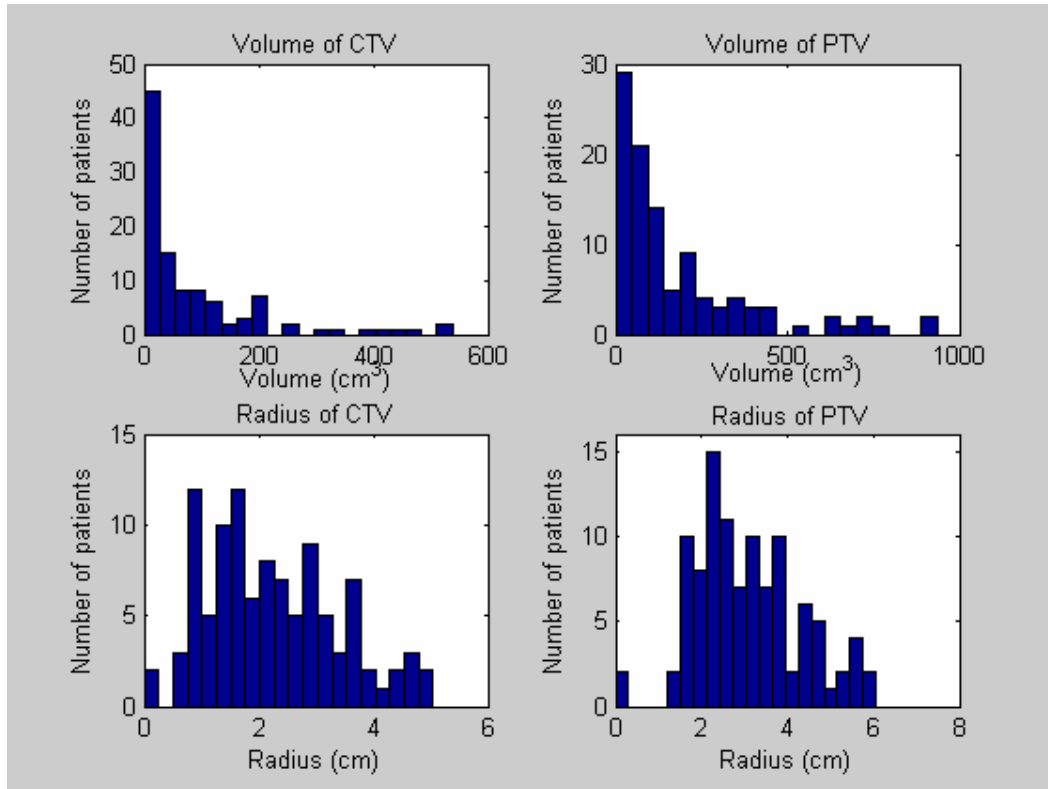 Volume of CTV
50
40
30
20
10
0
Number of patients
0 200 400 600
Volume (cm³)
Volume of PTV
30
20
10
0
Number of patients
0 500 1000
Volume (cm³)
Radius of CTV
15
10
5
0
Number of patients
0 2 4 6
Radius (cm)
Radius of PTV
15
10
5
0
Number of patients
0 2 4 6 8
Radius (cm)